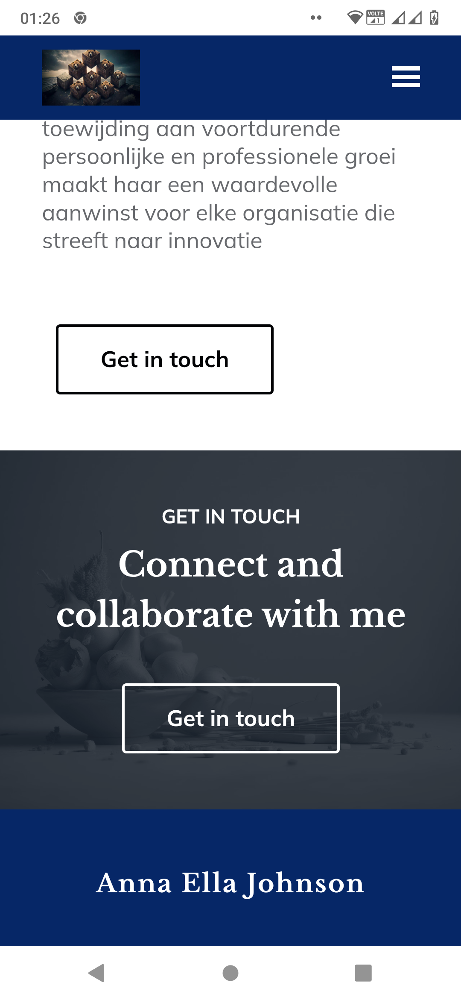 01:26
VOLTE
1
toewijding aan voortdurende
persoonlijke en professionele groei
maakt haar een waardevolle
aanwinst voor elke organisatie die
streeft naar innovatie
Get in touch
GET IN TOUCH
Connect and
collaborate with me
Get in touch
Anna Ella Johnson